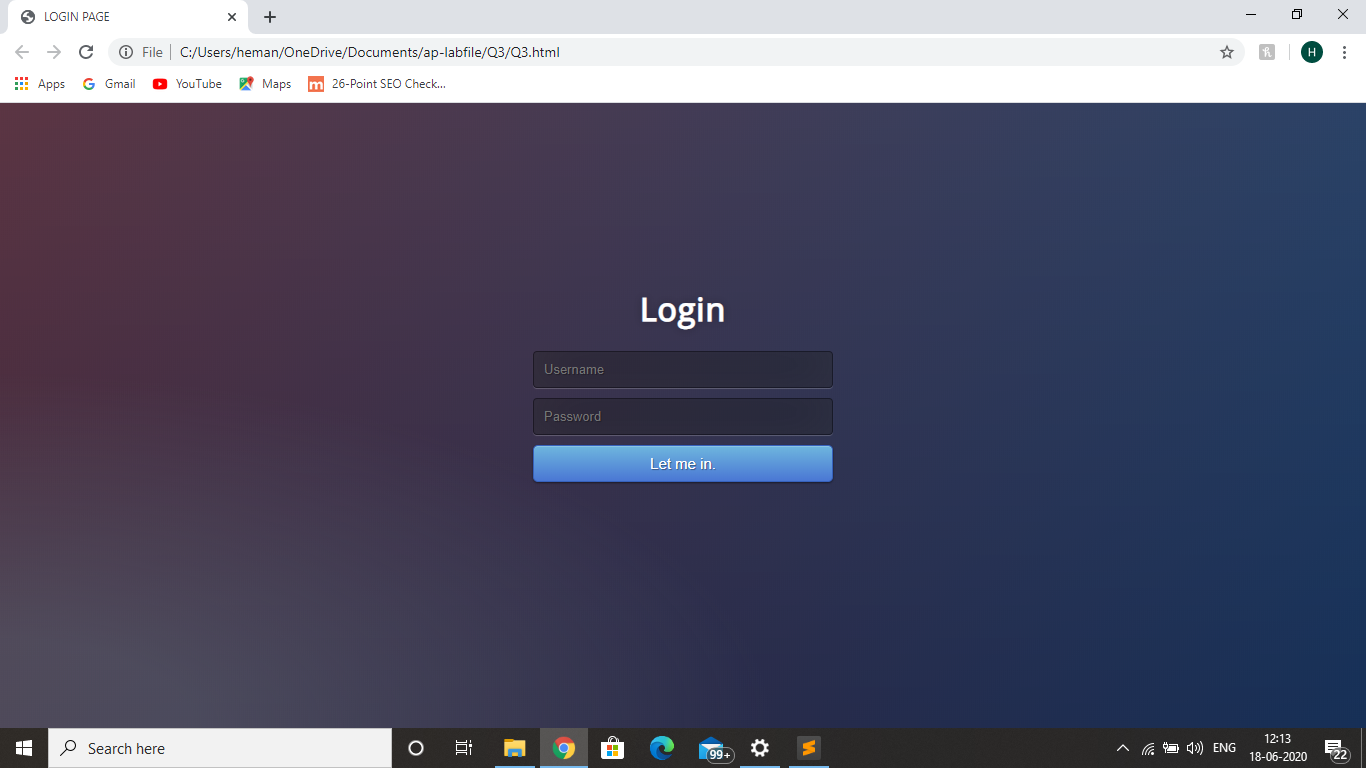 LOGIN PAGE
File C:/Users/heman/OneDrive/Documents/ap-labfile/Q3/Q3.html
H
Apps Gmail YouTube Maps m 26-Point SEO Check...
Login
Username
Password
Let me in.
Search here
99+
ENG
12:13
18-06-2020
22